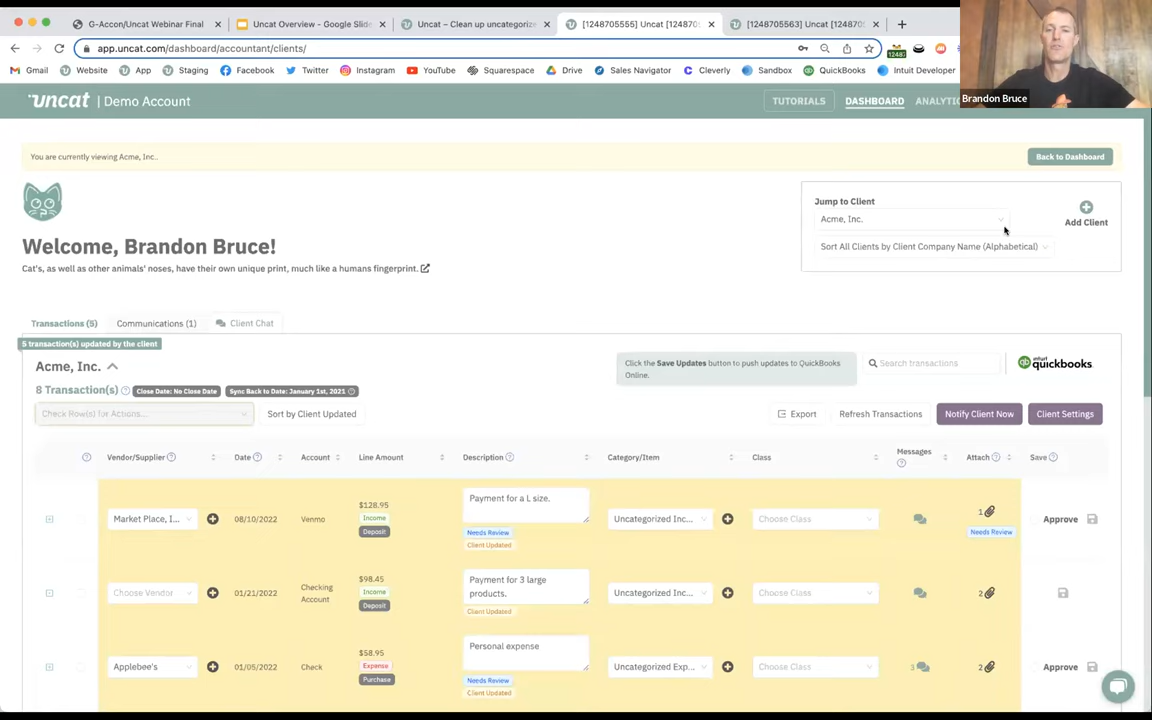 G-Accon/Uncat Webinar Final
Uncat Overview - Google Slide
Uncat – Clean up uncategorize
[1248705555] Uncat [124870
[1248705563] Uncat [124870
app.uncat.com/dashboard/accountant/clients/
Gmail Website App Staging Facebook Twitter Instagram YouTube Squarespace Drive Sales Navigator Cleverly Sandbox QuickBooks Intuit Developer
Brandon Bruce
uncat | Demo Account
TUTORIALS DASHBOARD ANALYTI
You are currently viewing Acme, Inc..
Back to Dashboard
Jump to Client
Acme, Inc.
Add Client
Sort All Clients by Client Company Name (Alphabetical)
Welcome, Brandon Bruce!
Cat's, as well as other animals' noses, have their own unique print, much like a humans fingerprint.
Transactions (5) Communications (1) Client Chat
5 transaction(s) updated by the client
Acme, Inc.
Click the Save Updates button to push updates to QuickBooks
Online.
Search transactions
intuit
quickbooks
8 Transaction(s) Close Date: No Close Date Sync Back to Date: January 1st, 2021
Check Row(s) for Actions... Sort by Client Updated Export Refresh Transactions Notify Client Now Client Settings
Vendor/Supplier Date Account Line Amount Description Category/Item Class Messages Attach Save
Market Place, I... 08/10/2022 Venmo
$128.95
Income
Deposit
Payment for a L size.
Needs Review
Client Updated
Uncategorized Inc... Choose Class
1
Needs Review
Approve
Choose Vendor 01/21/2022
Checking
Account
$98.45
Income
Deposit
Payment for 3 large
products.
Client Updated
Uncategorized Inc... Choose Class 2
Applebee's 01/05/2022 Check
$58.95
Expense
Purchase
Personal expense
Needs Review
Client Updated
Uncategorized Exp... Choose Class 3 2 Approve